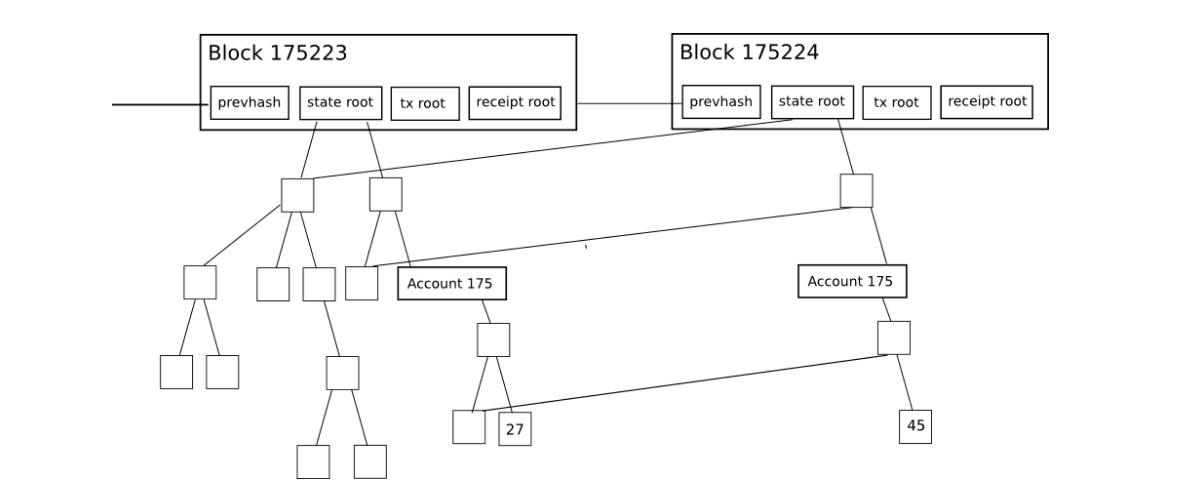 Block 175223
prevhash state root tx root receipt root
Block 175224
prevhash state root tx root receipt root
Account 175
Account 175
27
45